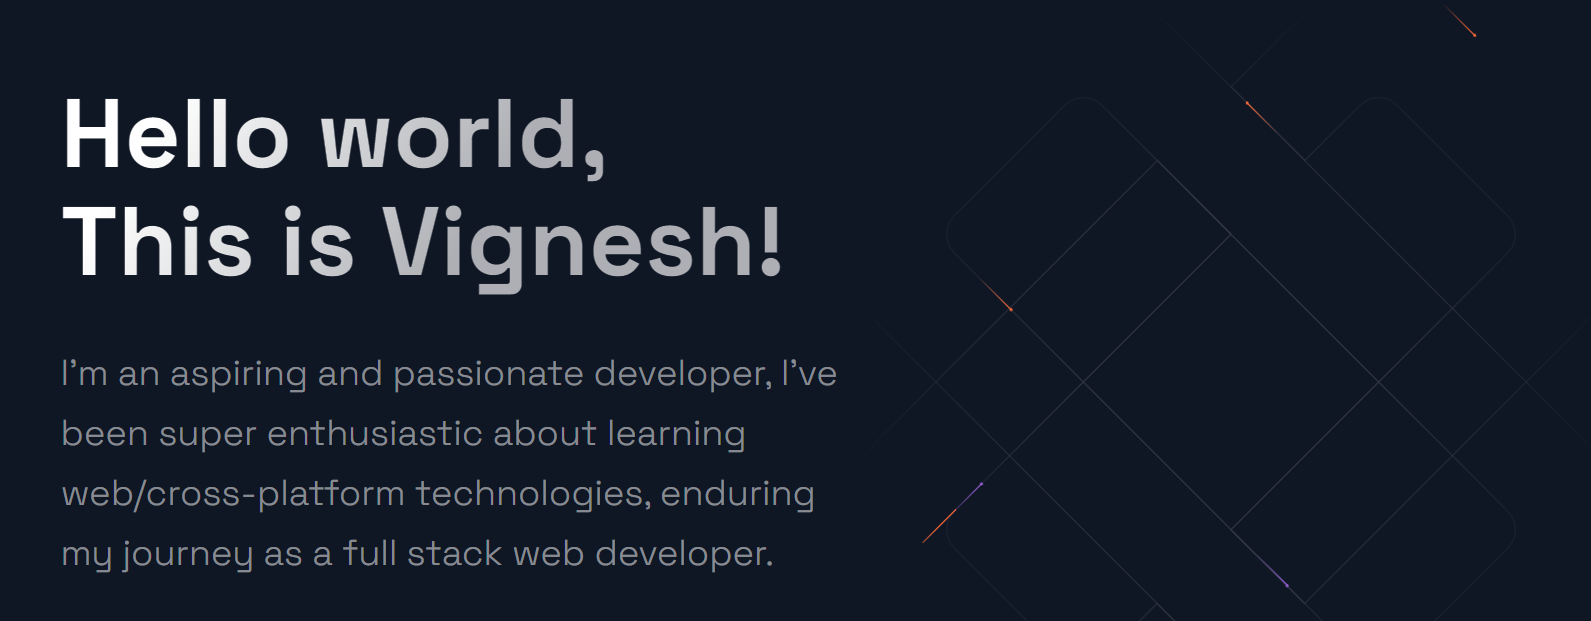 Hello world,
This is Vignesh!
I’m an aspiring and passionate developer, I’ve
been super enthusiastic about learning
web/cross-platform technologies, enduring
my journey as a full stack web developer.